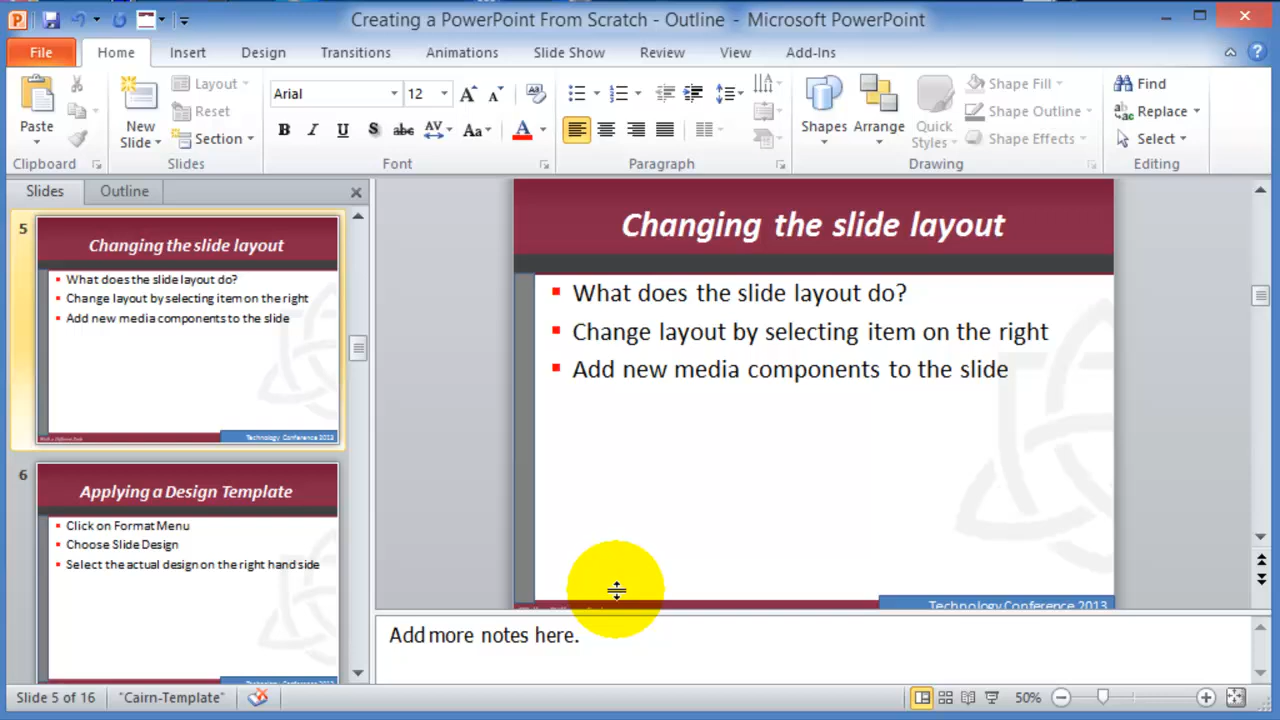 Creating a PowerPoint From Scratch - Outline - Microsoft PowerPoint
File Home Insert Design Transitions Animations Slide Show Review View Add-Ins
Paste
Clipboard
New Slide
Layout
Reset
Section
Slides
Arial 12
B I U S abc AV Aa A
Font
Paragraph
Shapes
Arrange
Quick Styles
Shape Fill
Shape Outline
Shape Effects
Drawing
Find
Replace
Select
Editing
Slides Outline
5
Changing the slide layout
What does the slide layout do?
Change layout by selecting item on the right
Add new media components to the slide
Technology Conference 2013
6
Applying a Design Template
Click on Format Menu
Choose Slide Design
Select the actual design on the right hand side
Changing the slide layout
What does the slide layout do?
Change layout by selecting item on the right
Add new media components to the slide
Technology Conference 2013
Add more notes here.
Slide 5 of 16 "Cairn-Template" 50%